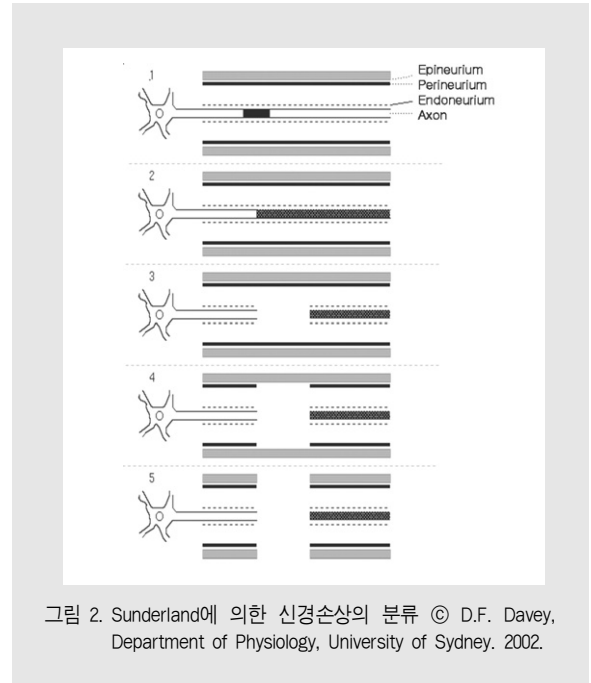 1
Epineurium
Perineurium
Endoneurium
Axon
2
3
4
5
그림 2. Sunderland에 의한 신경손상의 분류 ⓒ D.F. Davey,
Department of Physiology, University of Sydney. 2002.